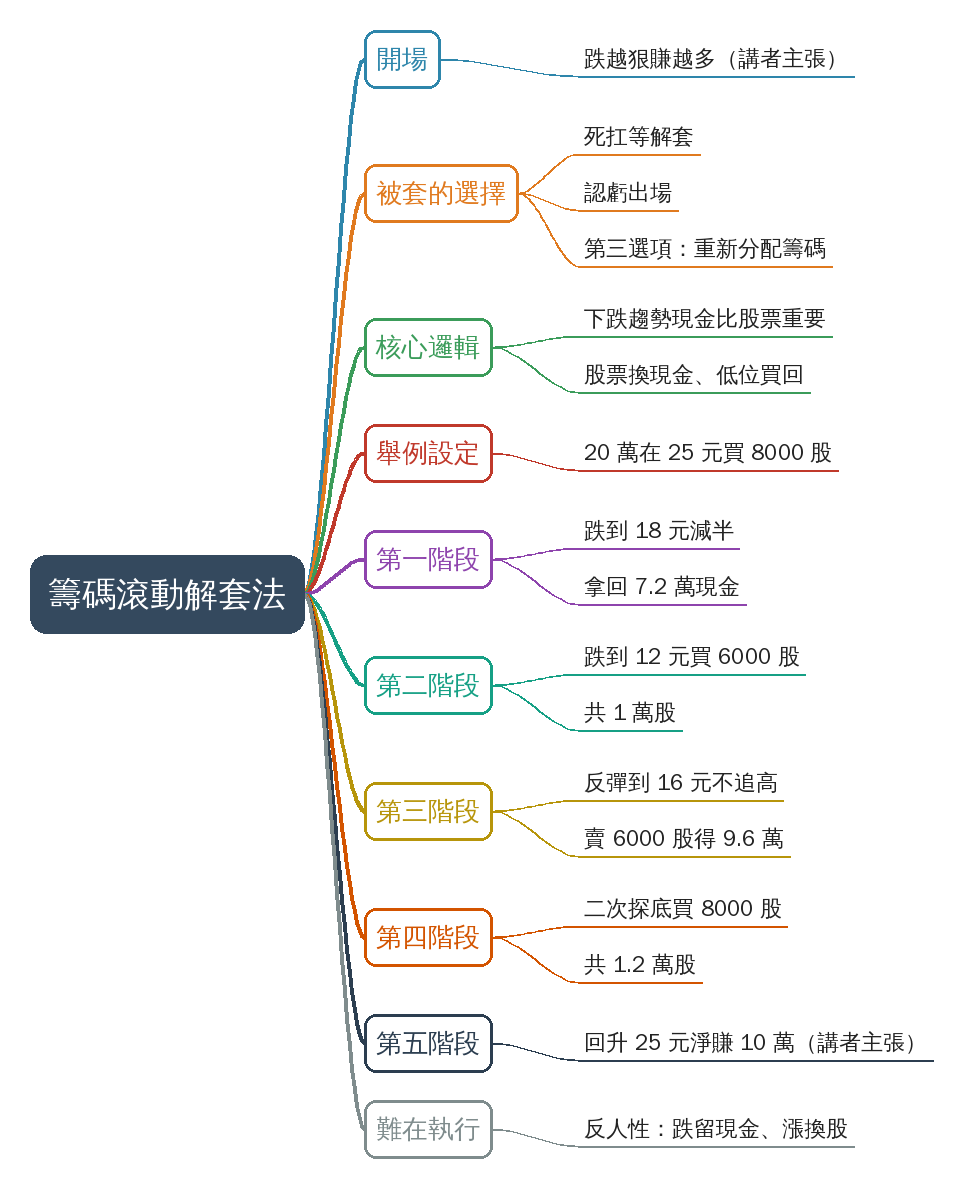 籌碼滾動解套法
開場
跌越狠賺越多（講者主張）
被套的選擇
死扛等解套
認虧出場
第三選項：重新分配籌碼
核心邏輯
下跌趨勢現金比股票重要
股票換現金、低位買回
舉例設定
20 萬在 25 元買 8000 股
第一階段
跌到 18 元減半
拿回 7.2 萬現金
第二階段
跌到 12 元買 6000 股
共 1 萬股
第三階段
反彈到 16 元不追高
賣 6000 股得 9.6 萬
第四階段
二次探底買 8000 股
共 1.2 萬股
第五階段
回升 25 元淨賺 10 萬（講者主張）
難在執行
反人性：跌留現金、漲換股